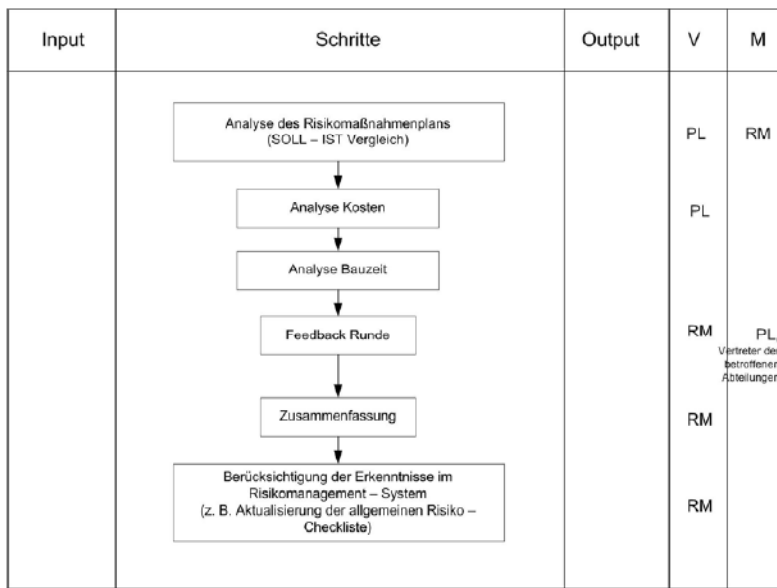 Input
Schritte
Output
V
M
Analyse des Risikomaßnahmenplans
(SOLL – IST Vergleich)
PL
RM
Analyse Kosten
PL
Analyse Bauzeit
Feedback Runde
RM
PL,
Vertreter der
betroffenen
Abteilungen
Zusammenfassung
RM
Berücksichtigung der Erkenntnisse im
Risikomanagement – System
(z. B. Aktualisierung der allgemeinen Risiko –
Checkliste)
RM